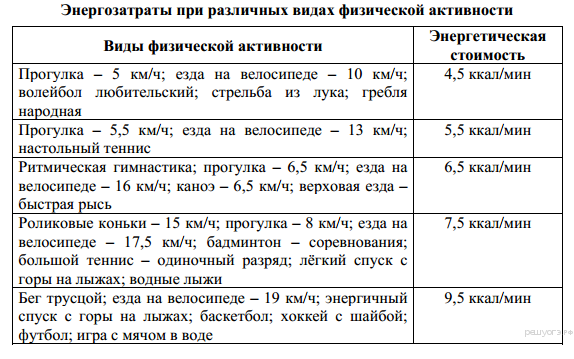 Энергозатраты при различных видах физической активности
Виды физической активности
Энергетическая
стоимость
Прогулка – 5 км/ч; езда на велосипеде – 10 км/ч;
волейбол любительский; стрельба из лука; гребля
народная
4,5 ккал/мин
Прогулка – 5,5 км/ч; езда на велосипеде – 13 км/ч;
настольный теннис
5,5 ккал/мин
Ритмическая гимнастика; прогулка – 6,5 км/ч; езда на
велосипеде – 16 км/ч; каноэ – 6,5 км/ч; верховая езда –
быстрая рысь
6,5 ккал/мин
Роликовые коньки – 15 км/ч; прогулка – 8 км/ч; езда на
велосипеде – 17,5 км/ч; бадминтон – соревнования;
большой теннис – одиночный разряд; лёгкий спуск с
горы на лыжах; водные лыжи
7,5 ккал/мин
Бег трусцой; езда на велосипеде – 19 км/ч; энергичный
спуск с горы на лыжах; баскетбол; хоккей с шайбой;
футбол; игра с мячом в воде
9,5 ккал/мин
решуогэ.рф